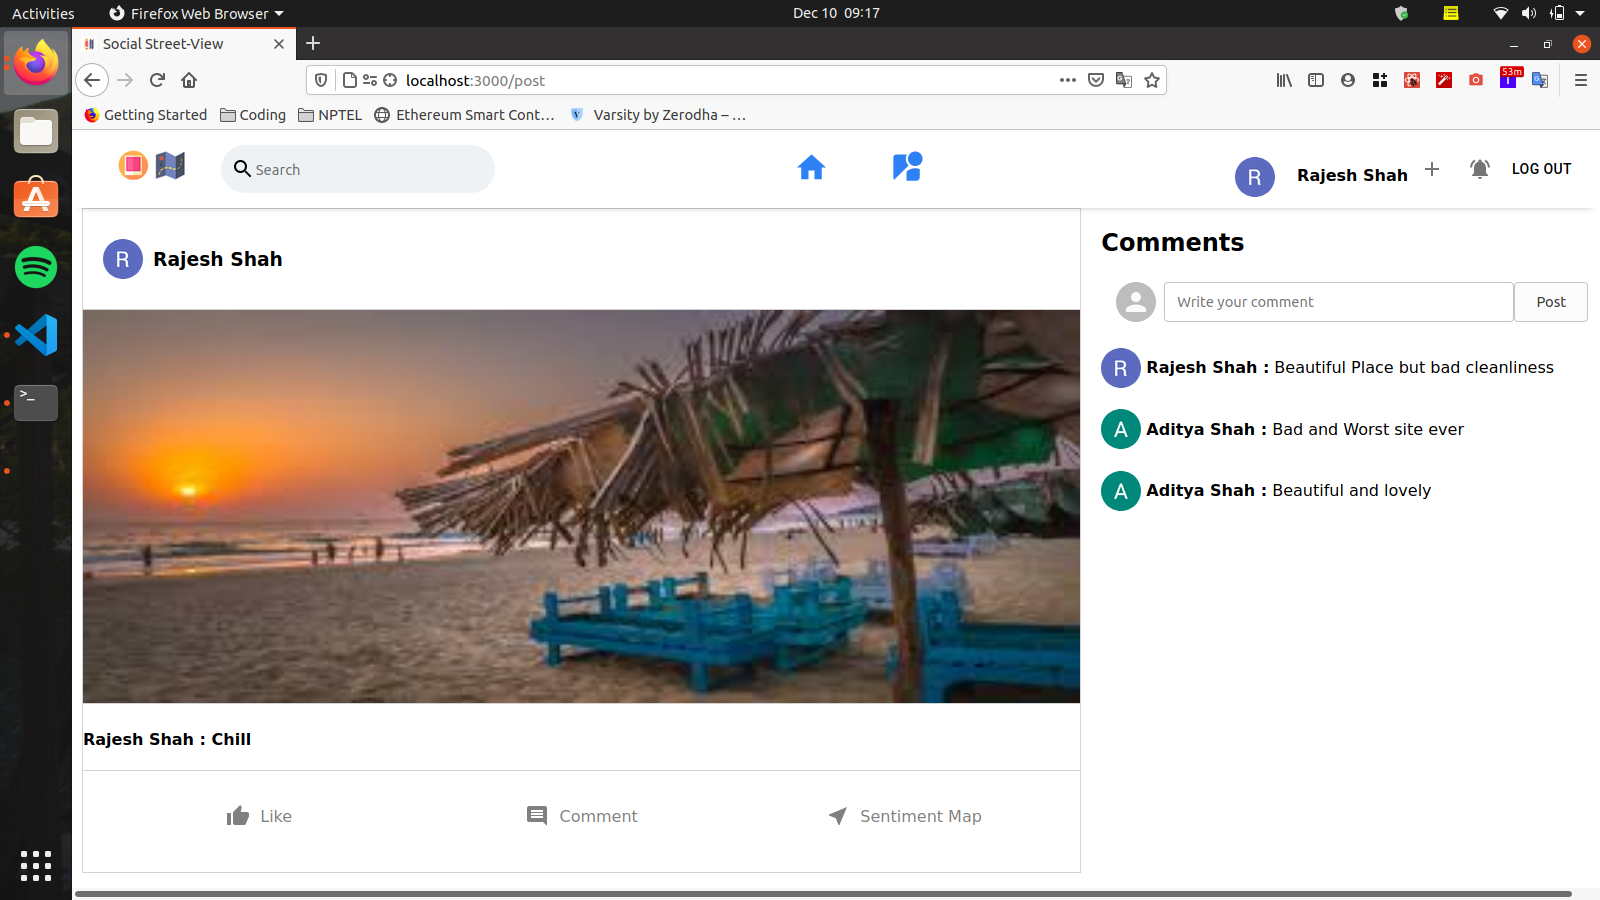 Activities Firefox Web Browser Dec 10 09:17
Social Street-View
localhost:3000/post 53m
Getting Started Coding NPTEL Ethereum Smart Cont… Varsity by Zerodha – …
Search R Rajesh Shah LOG OUT
R Rajesh Shah
Rajesh Shah : Chill
Like Comment Sentiment Map
Comments
Write your comment Post
R Rajesh Shah : Beautiful Place but bad cleanliness
A Aditya Shah : Bad and Worst site ever
A Aditya Shah : Beautiful and lovely